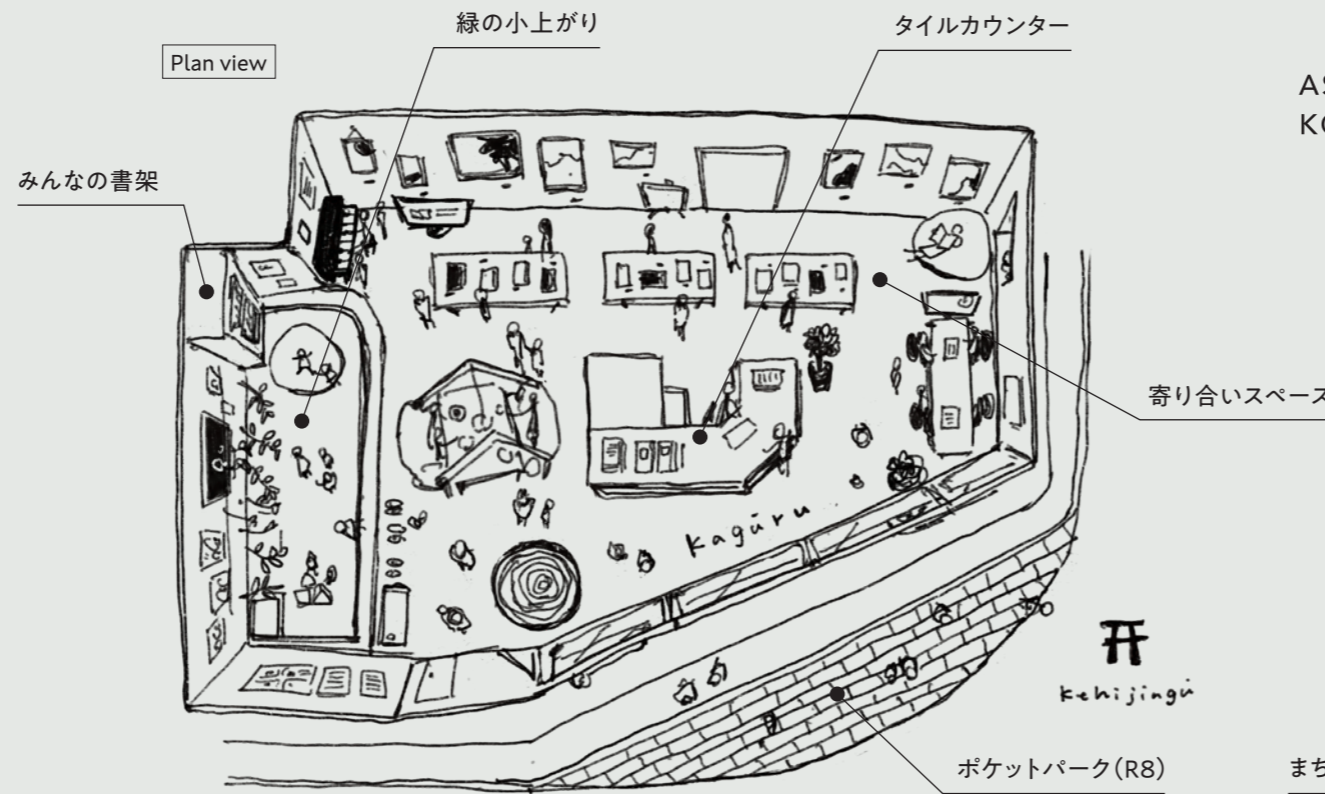 緑の小上がり
タイルカウンター
Plan view
AS
KO
みんなの書架
寄り合いスペース
kaguru
kehijingu
ポケットパーク(R8)
まち